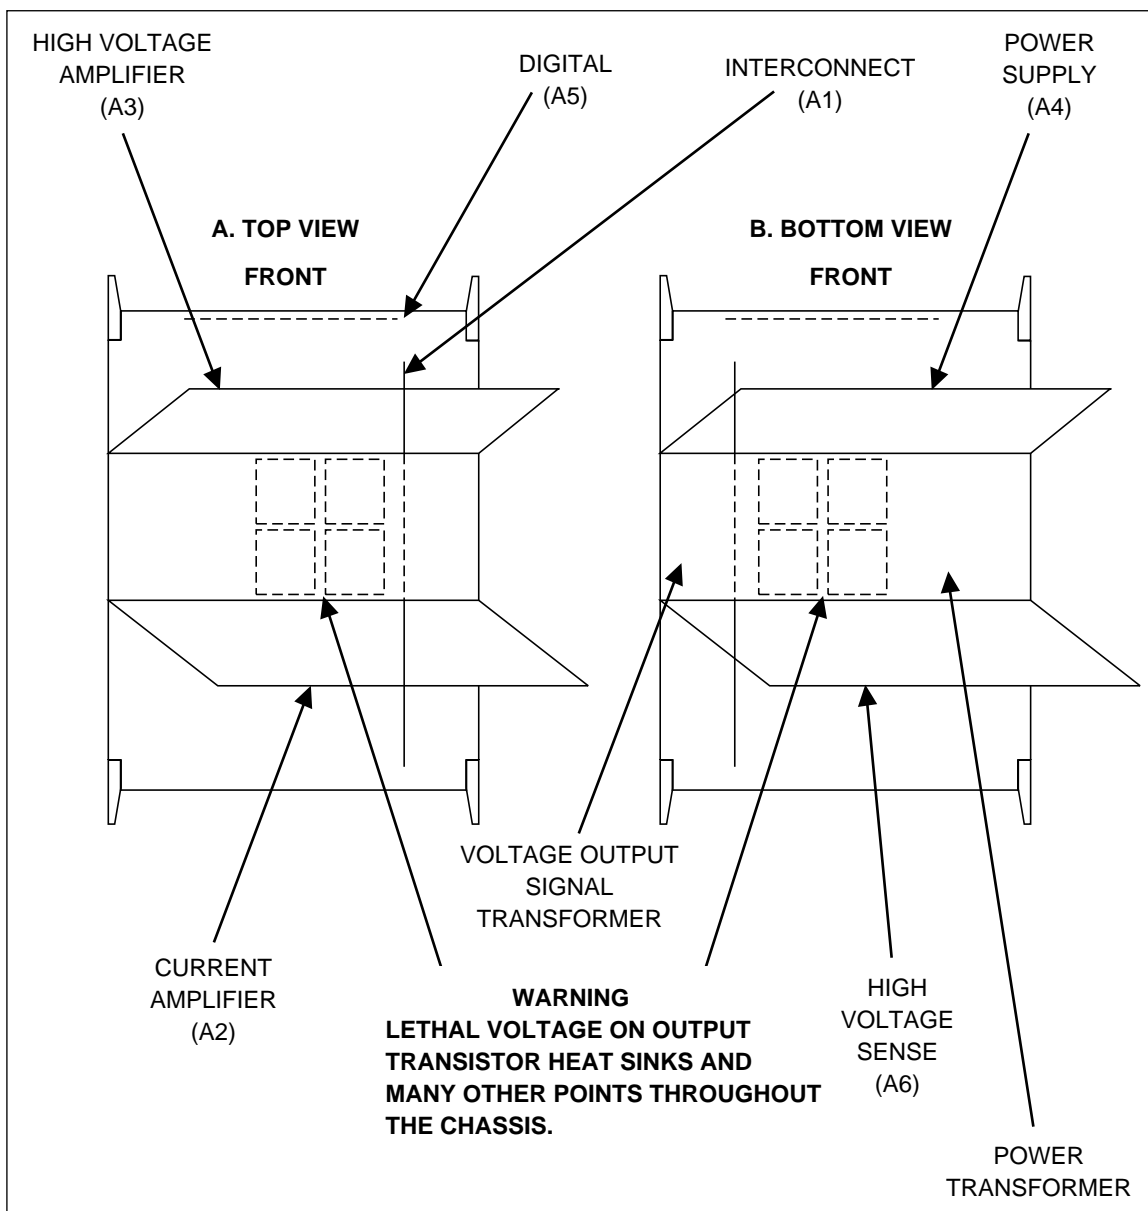 HIGH VOLTAGE
AMPLIFIER
(A3)
DIGITAL
(A5)
INTERCONNECT
(A1)
POWER
SUPPLY
(A4)
A. TOP VIEW
FRONT
B. BOTTOM VIEW
FRONT
VOLTAGE OUTPUT
SIGNAL
TRANSFORMER
CURRENT
AMPLIFIER
(A2)
WARNING
LETHAL VOLTAGE ON OUTPUT
TRANSISTOR HEAT SINKS AND
MANY OTHER POINTS THROUGHOUT
THE CHASSIS.
HIGH
VOLTAGE
SENSE
(A6)
POWER
TRANSFORMER